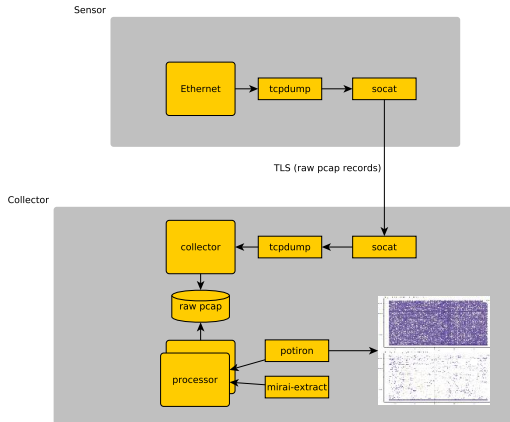 Sensor
Ethernet
tcpdump
socat
TLS (raw pcap records)
Collector
collector
tcpdump
socat
raw pcap
potiron
processor
mirai-extract